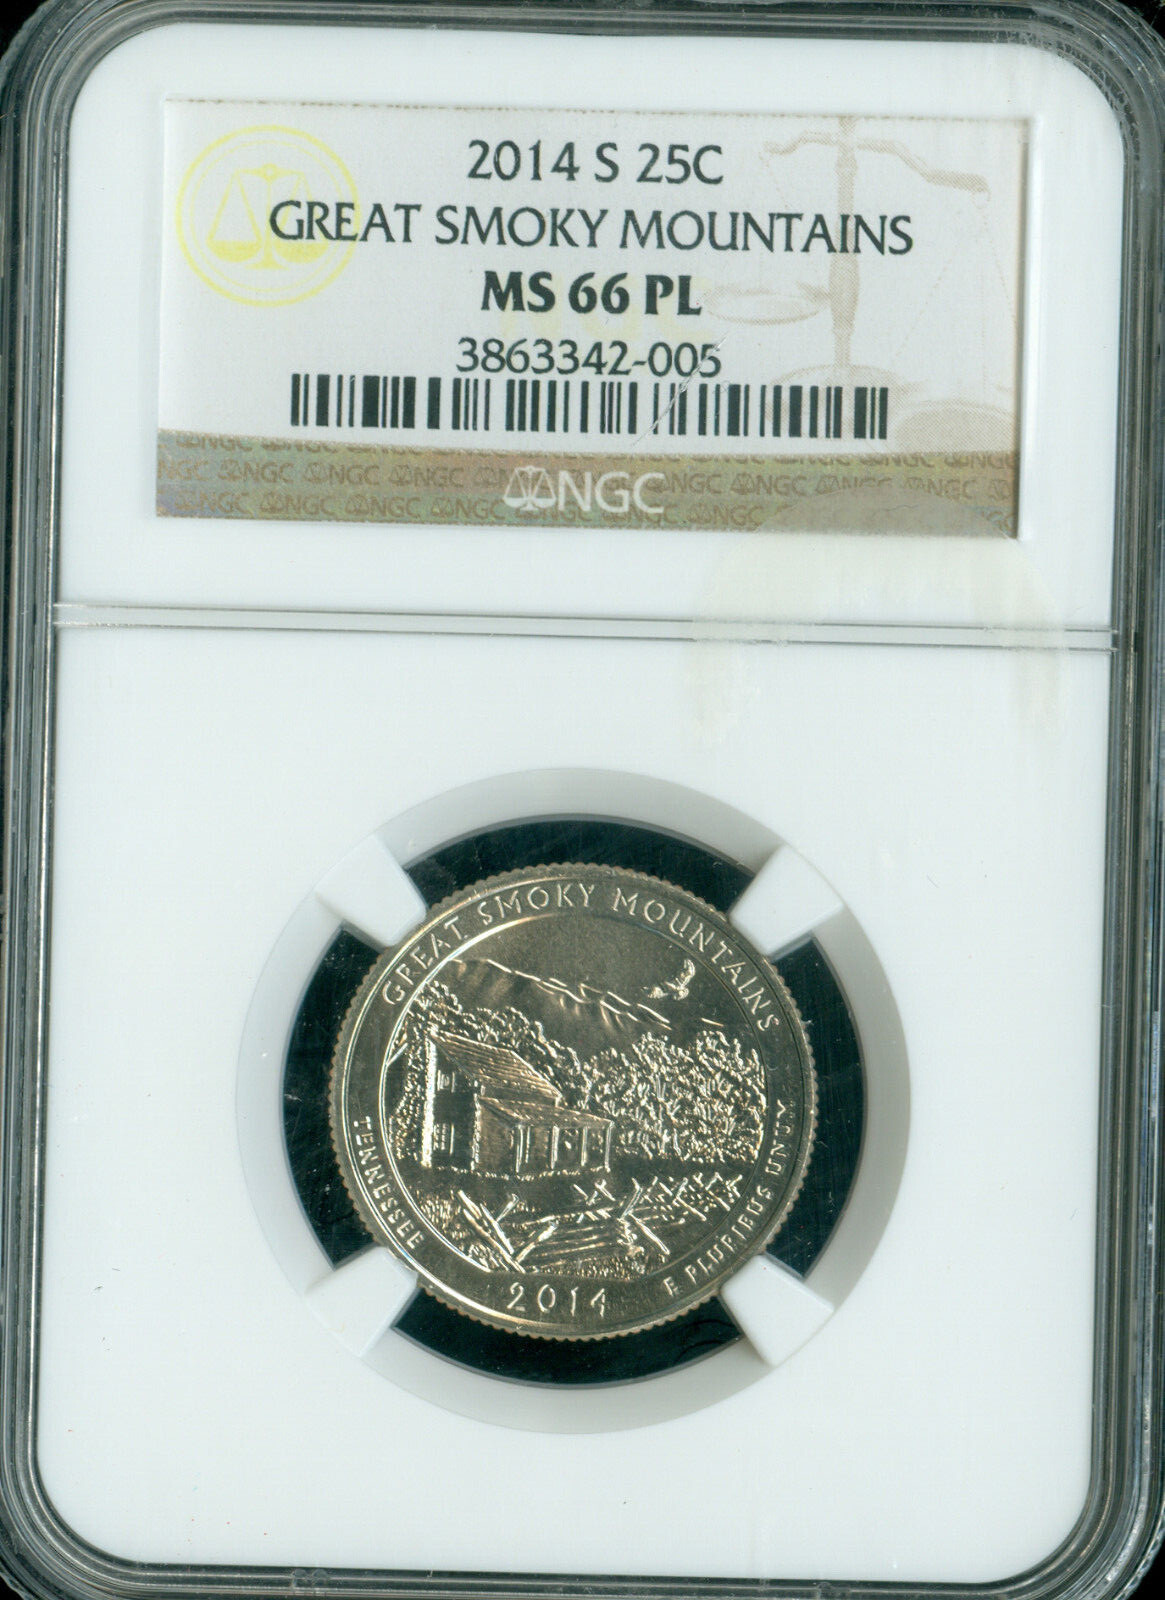 2014 S 25C
GREAT SMOKY MOUNTAINS
MS 66 PL
3863342-005
NGC
GREAT SMOKY MOUNTAINS
TENNESSEE
2014
E PLURIBUS UNUM